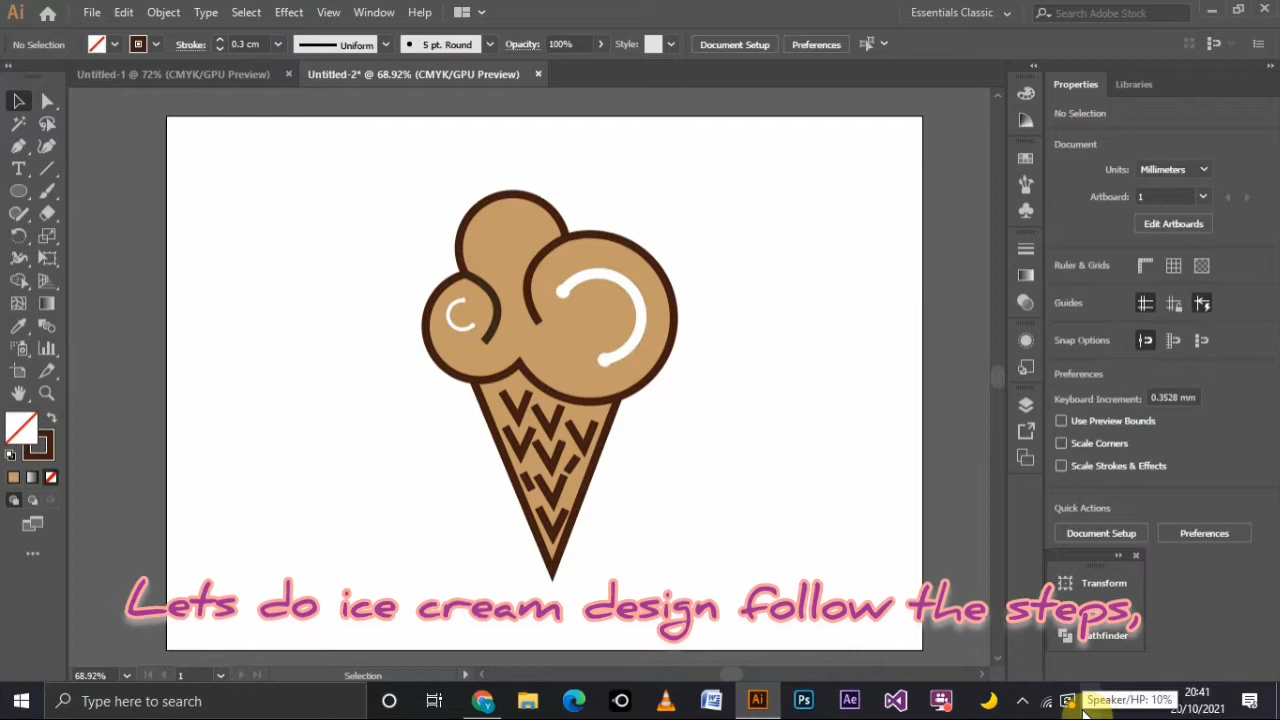 Ai File Edit Object Type Select Effect View Window Help Essentials Classic Search Adobe Stock
No Selection Stroke: 0.3 cm Uniform 5 pt. Round Opacity: 100% Style: Document Setup Preferences
Untitled-1 @ 72% (CMYK/GPU Preview) × Untitled-2* @ 68.92% (CMYK/GPU Preview) ×
Properties Libraries
No Selection
Document
Units: Millimeters
Artboard: 1
Edit Artboards
Ruler & Grids
Guides
Snap Options
Preferences
Keyboard Increment: 0.3528 mm
Use Preview Bounds
Scale Corners
Scale Strokes & Effects
Quick Actions
Document Setup Preferences
Transform
Lets do ice cream design follow the steps,
68.92% 1 Selection
Type here to search
Ai Ps Ae
Speaker/HP: 10%
20:41
20/10/2021